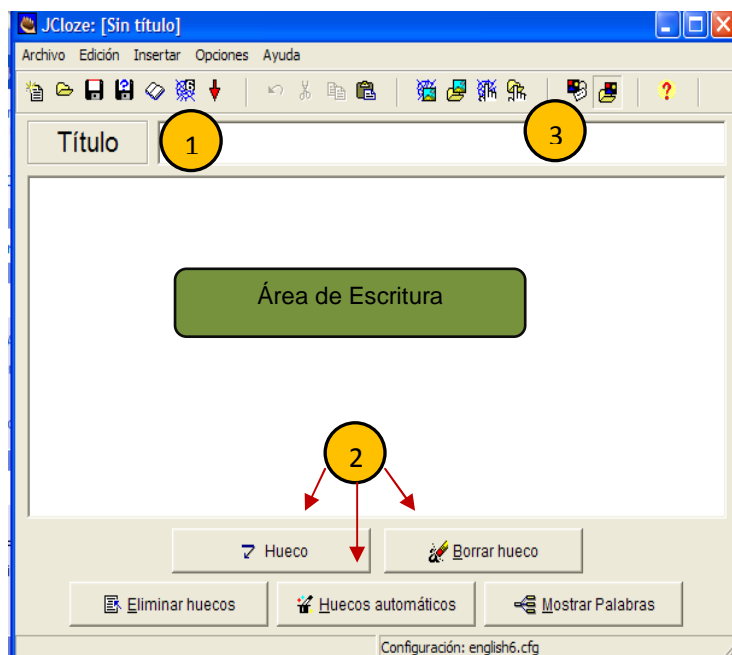 JCloze: [Sin título]
Archivo Edición Insertar Opciones Ayuda
Título 1 3
Área de Escritura
2
Hueco Borrar hueco
Eliminar huecos Huecos automáticos Mostrar Palabras
Configuración: english6.cfg